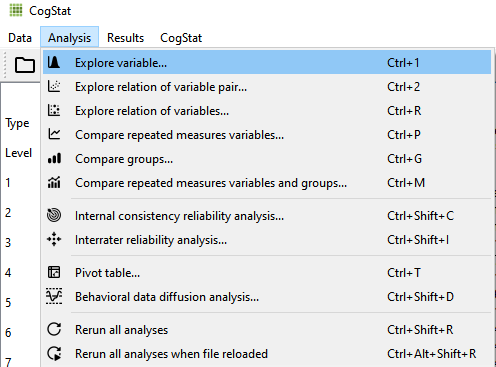 CogStat
Data Analysis Results CogStat
Explore variable... Ctrl+1
Explore relation of variable pair... Ctrl+2
Explore relation of variables... Ctrl+R
Type
Compare repeated measures variables... Ctrl+P
Level
Compare groups... Ctrl+G
1 Compare repeated measures variables and groups... Ctrl+M
2 Internal consistency reliability analysis... Ctrl+Shift+C
3 Interrater reliability analysis... Ctrl+Shift+I
4 Pivot table... Ctrl+T
5 Behavioral data diffusion analysis... Ctrl+Shift+D
6 Rerun all analyses Ctrl+Shift+R
7 Rerun all analyses when file reloaded Ctrl+Alt+Shift+R